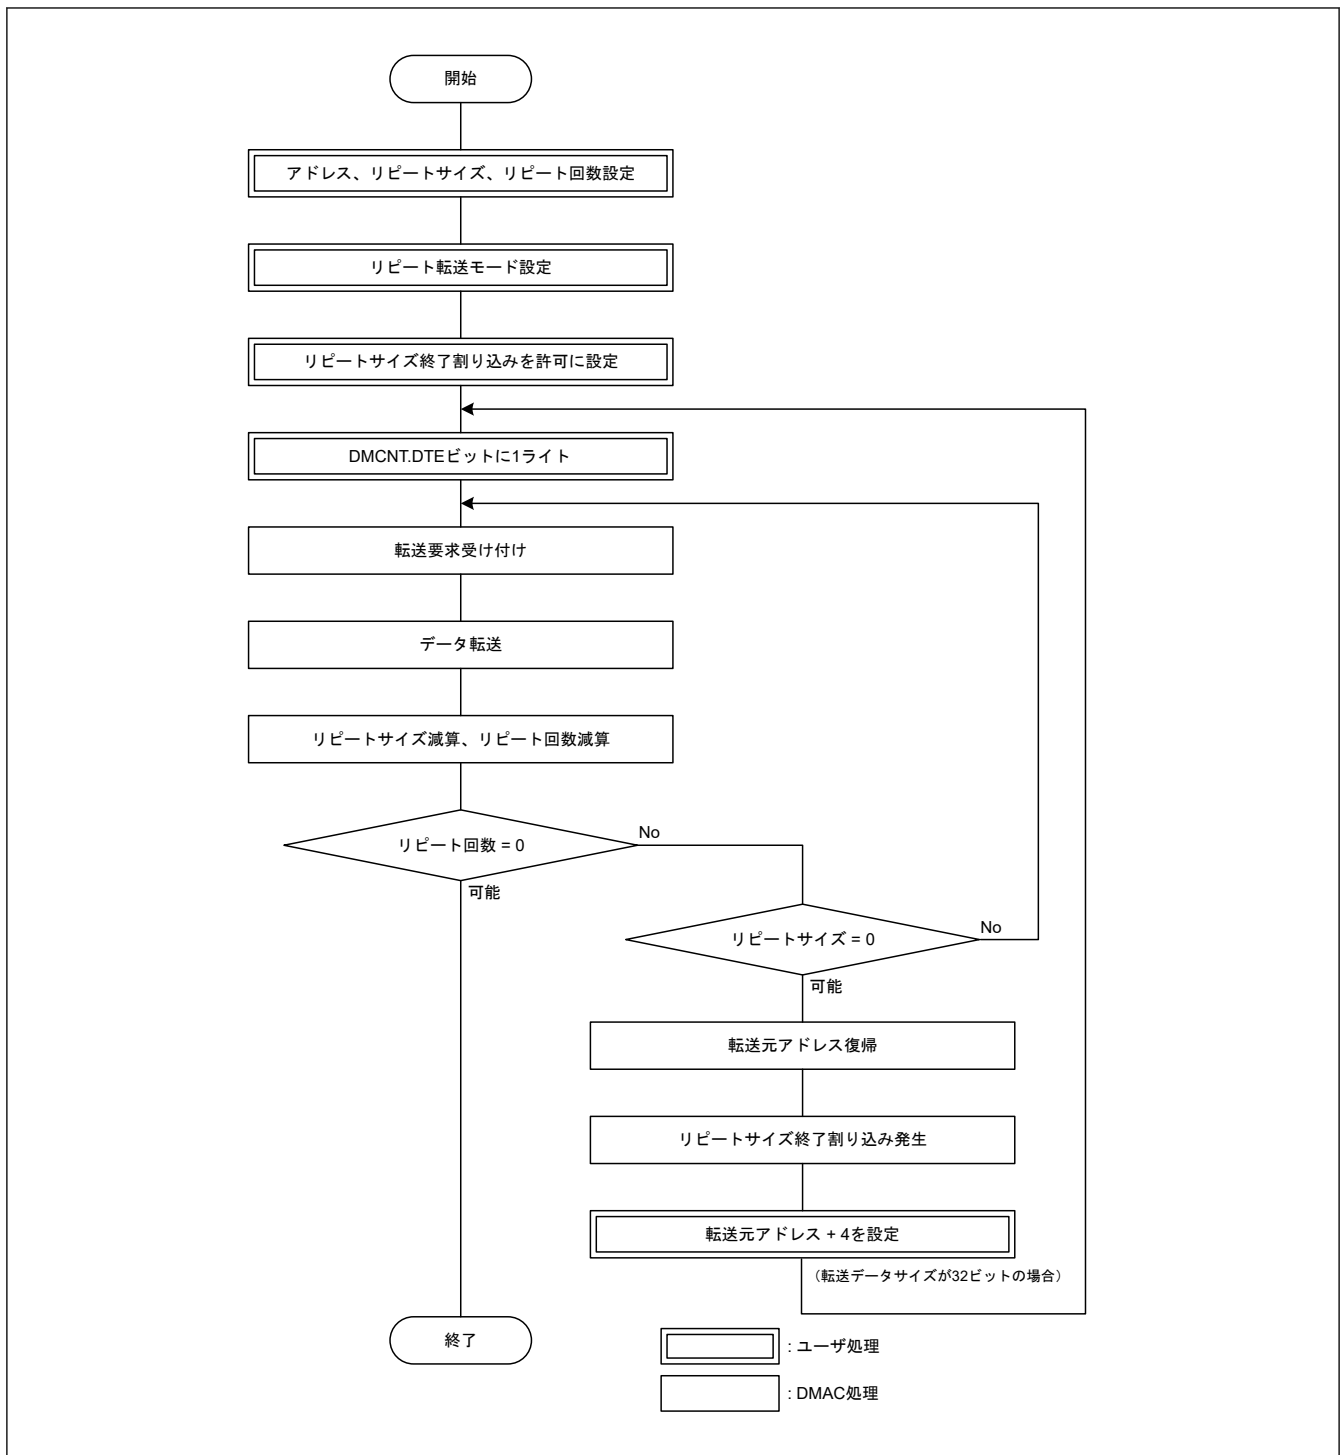 開始
アドレス、リピートサイズ、リピート回数設定
リピート転送モード設定
リピートサイズ終了割り込みを許可に設定
DMCNT.DTEビットに1ライト
転送要求受け付け
データ転送
リピートサイズ減算、リピート回数減算
リピート回数 = 0
No
可能
リピートサイズ = 0
No
可能
転送元アドレス復帰
リピートサイズ終了割り込み発生
転送元アドレス + 4を設定
（転送データサイズが32ビットの場合）
終了
: ユーザ処理
: DMAC処理